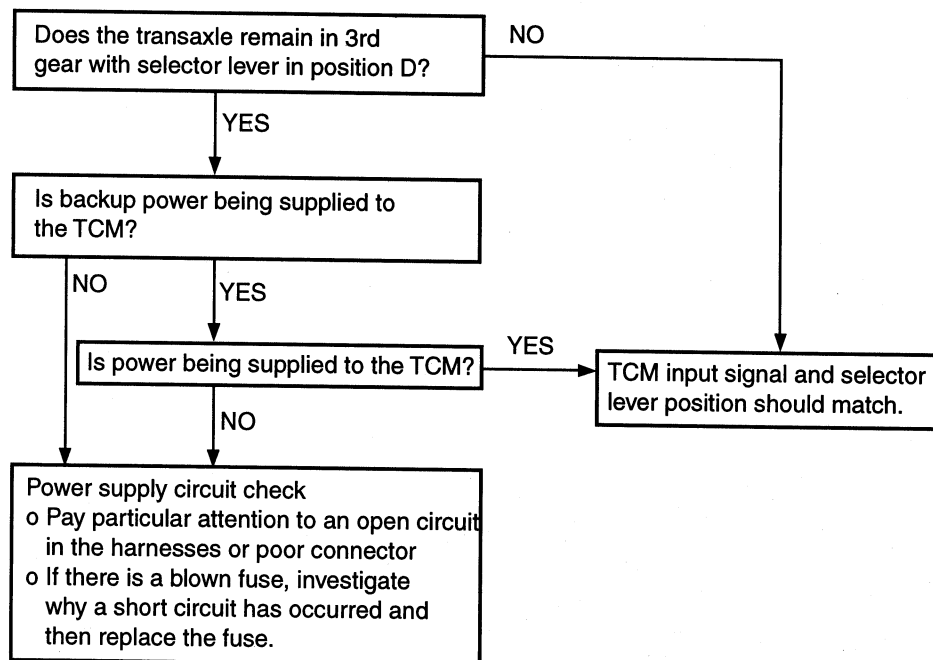 Does the transaxle remain in 3rd
gear with selector lever in position D?
NO
YES
Is backup power being supplied to
the TCM?
NO
YES
Is power being supplied to the TCM?
YES
TCM input signal and selector
lever position should match.
NO
Power supply circuit check
o Pay particular attention to an open circuit
in the harnesses or poor connector
o If there is a blown fuse, investigate
why a short circuit has occurred and
then replace the fuse.